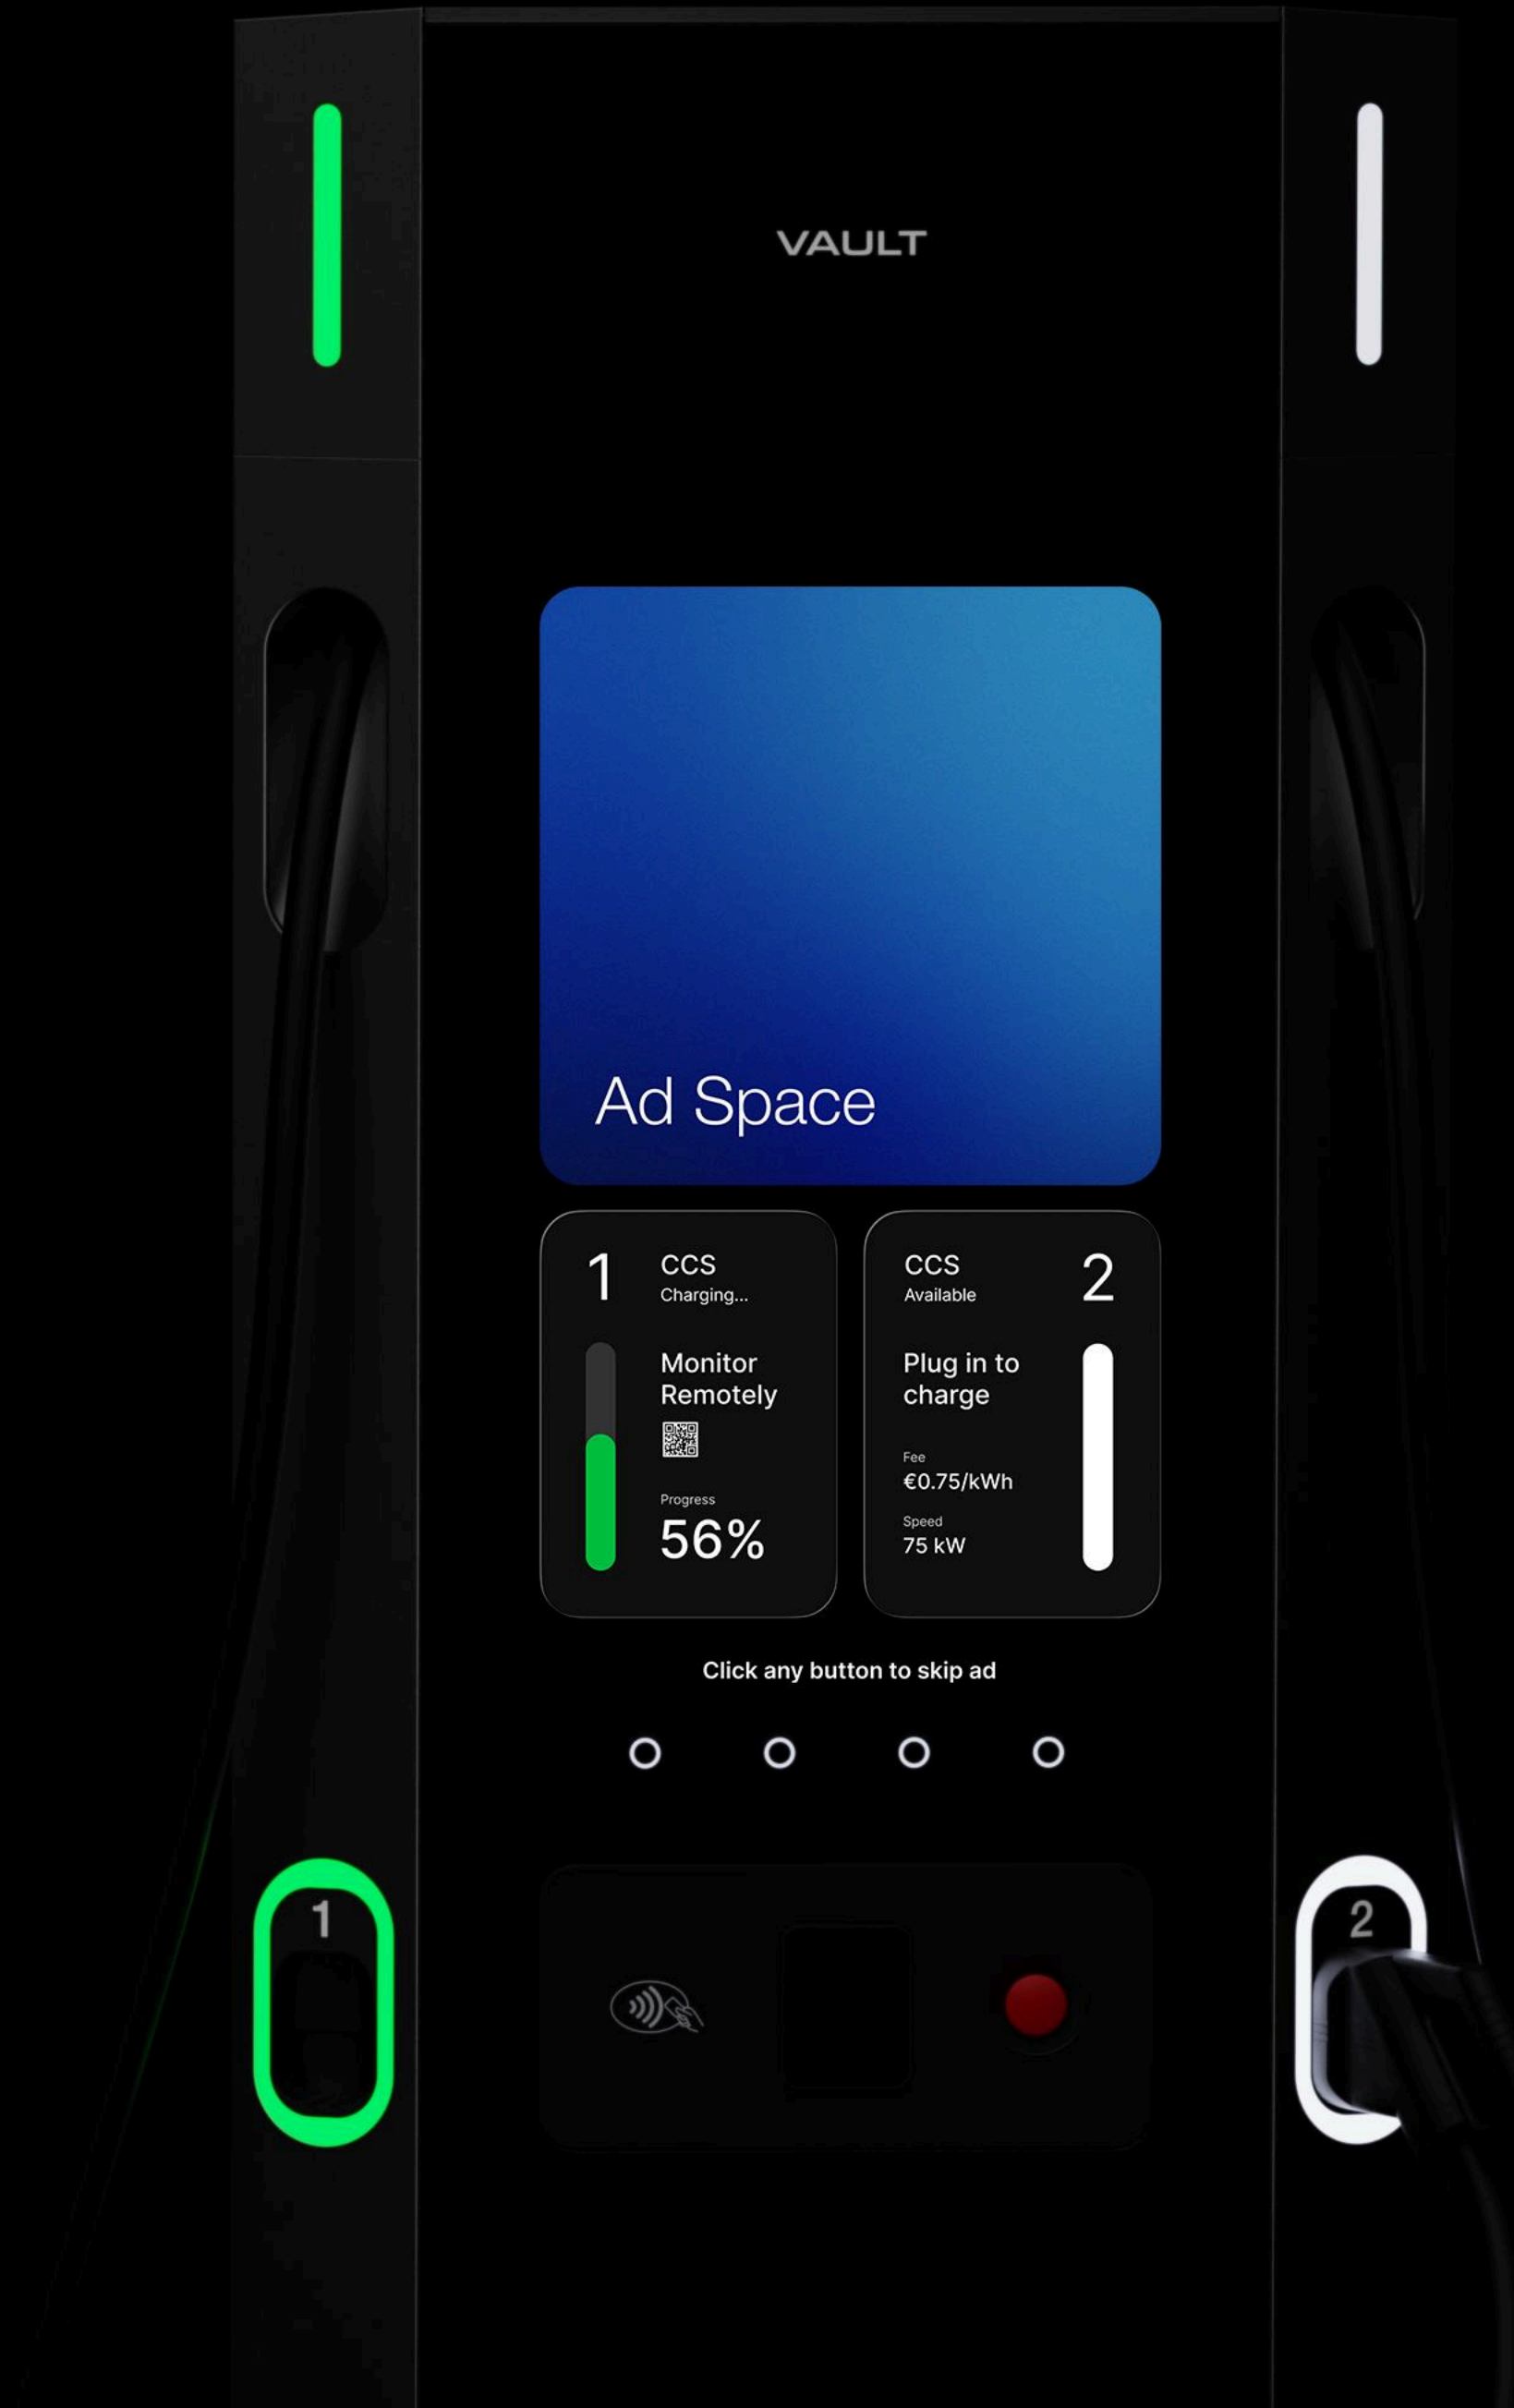 VAULT
Ad Space
1
CCS
Charging...
Monitor
Remotely
Progress
56%
CCS
Available
2
Plug in to
charge
Fee
€0.75/kWh
Speed
75 kW
Click any button to skip ad
1
2